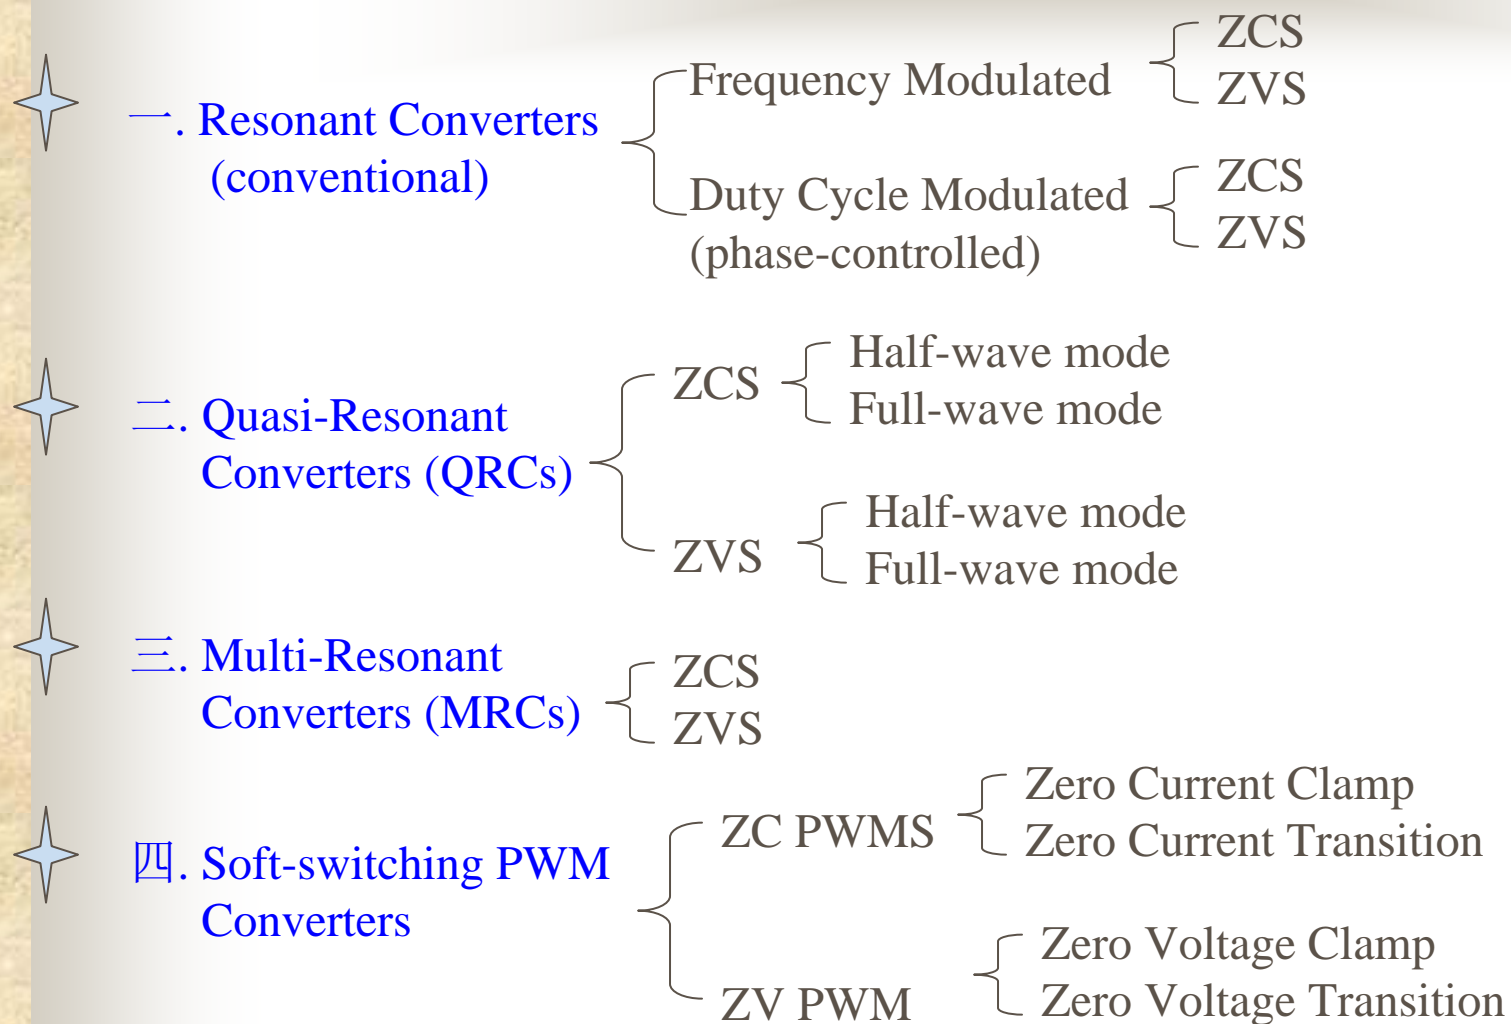 一. Resonant Converters
(conventional)
Frequency Modulated
ZCS
ZVS
Duty Cycle Modulated
(phase-controlled)
ZCS
ZVS
二. Quasi-Resonant
Converters (QRCs)
ZCS
Half-wave mode
Full-wave mode
ZVS
Half-wave mode
Full-wave mode
三. Multi-Resonant
Converters (MRCs)
ZCS
ZVS
四. Soft-switching PWM
Converters
ZC PWMS
Zero Current Clamp
Zero Current Transition
ZV PWM
Zero Voltage Clamp
Zero Voltage Transition